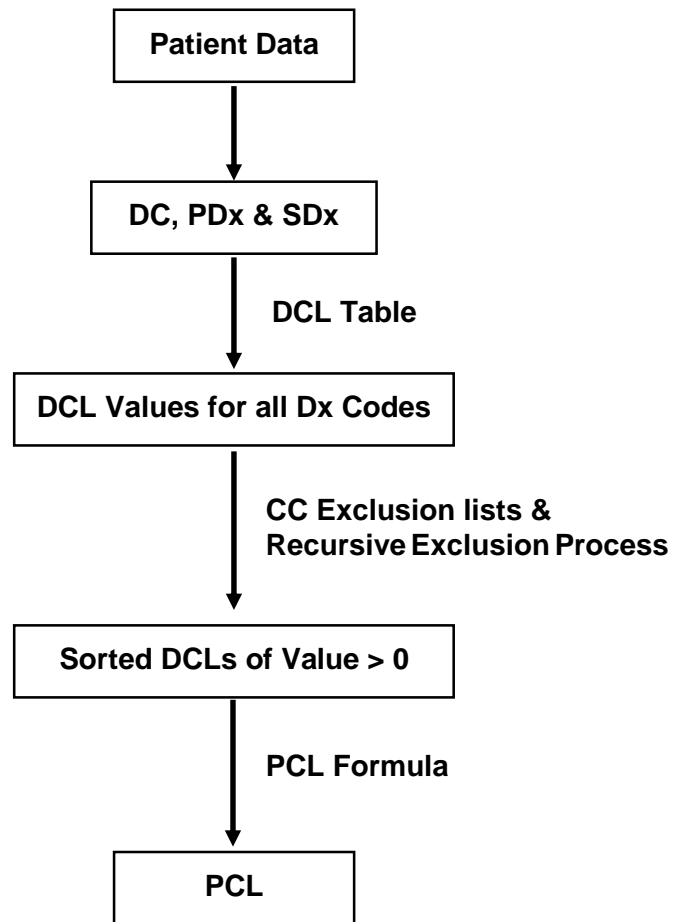 Patient Data
DC, PDx & SDx
DCL Table
DCL Values for all Dx Codes
CC Exclusion lists &
Recursive Exclusion Process
Sorted DCLs of Value > 0
PCL Formula
PCL